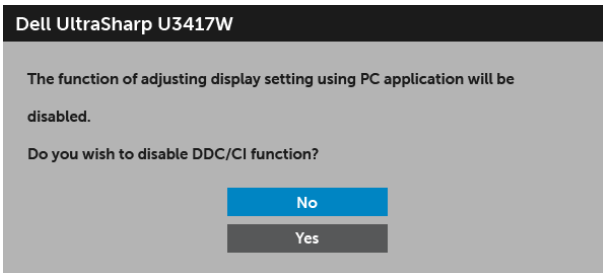 Dell UltraSharp U3417W
The function of adjusting display setting using PC application will be
disabled.
Do you wish to disable DDC/CI function?
No
Yes